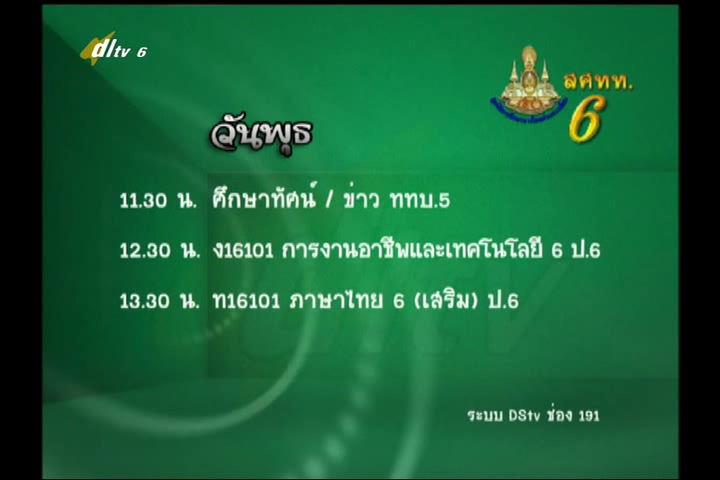 dltv 6
สศทท.
6
วันพุธ
11.30 น. ศึกษาทัศน์ / ข่าว ททบ.5
12.30 น. ง16101 การงานอาชีพและเทคโนโลยี 6 ป.6
13.30 น. ท16101 ภาษาไทย 6 (เสริม) ป.6
ระบบ DStv ช่อง 191